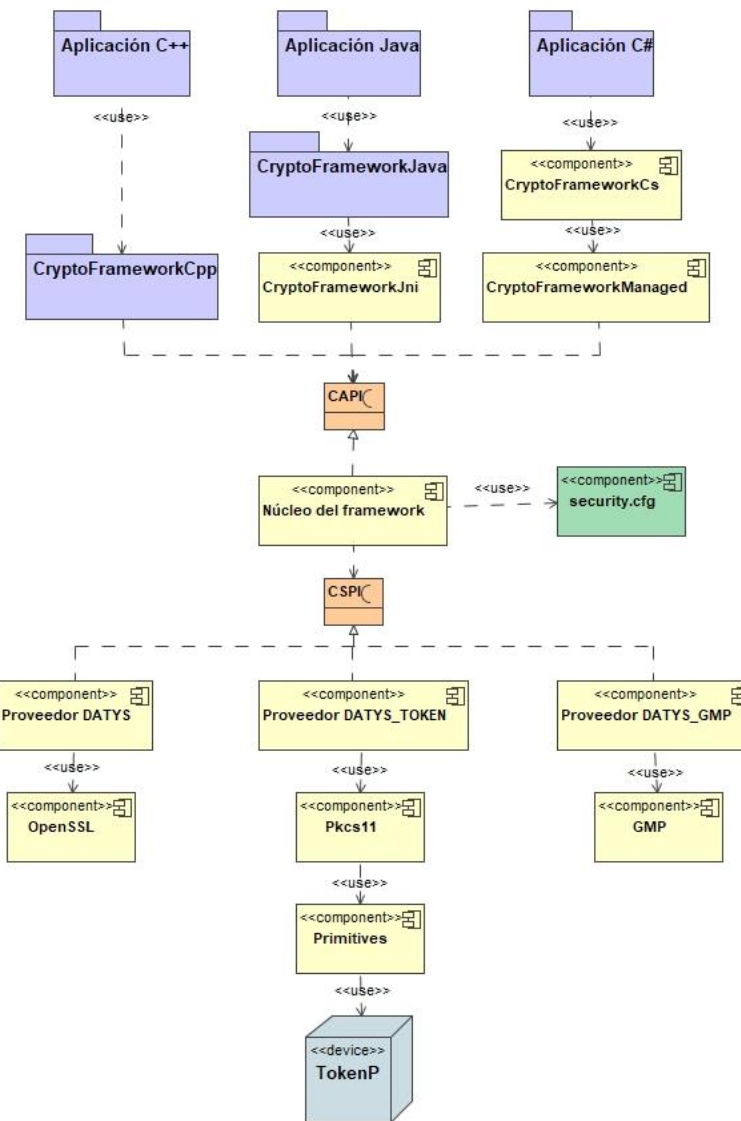 Aplicación C++
Aplicación Java
Aplicación C#
<<use>>
<<use>>
<<use>>
CryptoFrameworkJava
<<component>>
CryptoFrameworkCs
<<use>>
<<use>>
CryptoFrameworkCpp
<<component>>
CryptoFrameworkJni
<<component>>
CryptoFrameworkManaged
CAPI
<<component>>
Núcleo del framework
<<use>>
<<component>>
security.cfg
CSPI
<<component>>
Proveedor DATYS
<<component>>
Proveedor DATYS_TOKEN
<<component>>
Proveedor DATYS_GMP
<<use>>
<<use>>
<<use>>
<<component>>
OpenSSL
<<component>>
Pkcs11
<<component>>
GMP
<<use>>
<<component>>
Primitives
<<use>>
<<device>>
TokenP